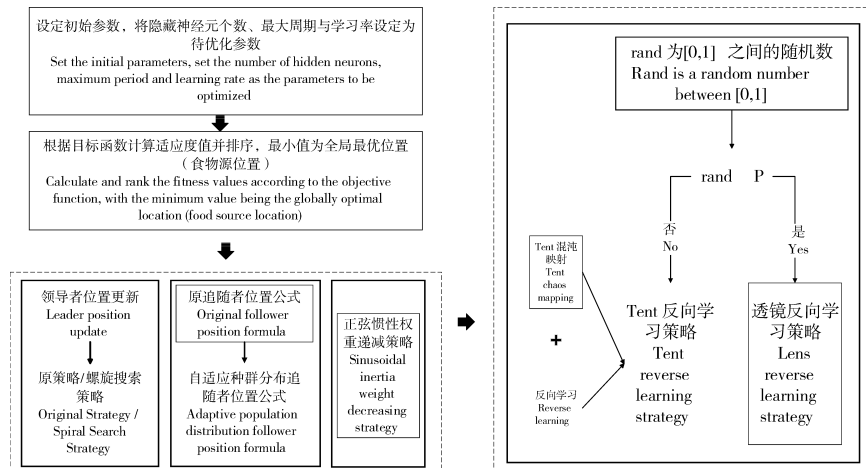 设定初始参数，将隐藏神经元个数、最大周期与学习率设定为
待优化参数
Set the initial parameters, set the number of hidden neurons,
maximum period and learning rate as the parameters to be
optimized
根据目标函数计算适应度值并排序，最小值为全局最优位置
（食物源位置）
Calculate and rank the fitness values according to the objective
function, with the minimum value being the globally optimal
location (food source location)
领导者位置更新
Leader position
update
原策略/螺旋搜索
策略
Original Strategy /
Spiral Search
Strategy
原追随者位置公式
Original follower
position formula
自适应种群分布追
随者位置公式
Adaptive population
distribution follower
position formula
正弦惯性权
重递减策略
Sinusoidal
inertia
weight
decreasing
strategy
rand 为[0,1] 之间的随机数
Rand is a random number
between [0,1]
rand P
否
No
是
Yes
Tent 混沌
映射
Tent
chaos
mapping
+
反向学习
Reverse
learning
Tent 反向学
习策略
Tent
reverse
learning
strategy
透镜反向学
习策略
Lens
reverse
learning
strategy